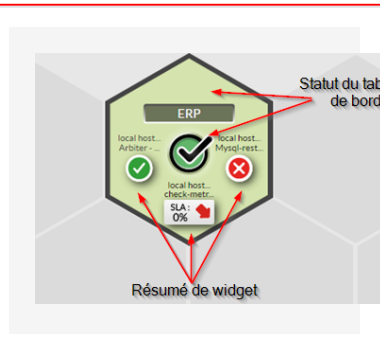 Statut du tab
de bord
ERP
local host...
Arbiter - ...
local host...
Mysql-rest...
local host...
check-metr...
SLA:
0%
Résumé de widget